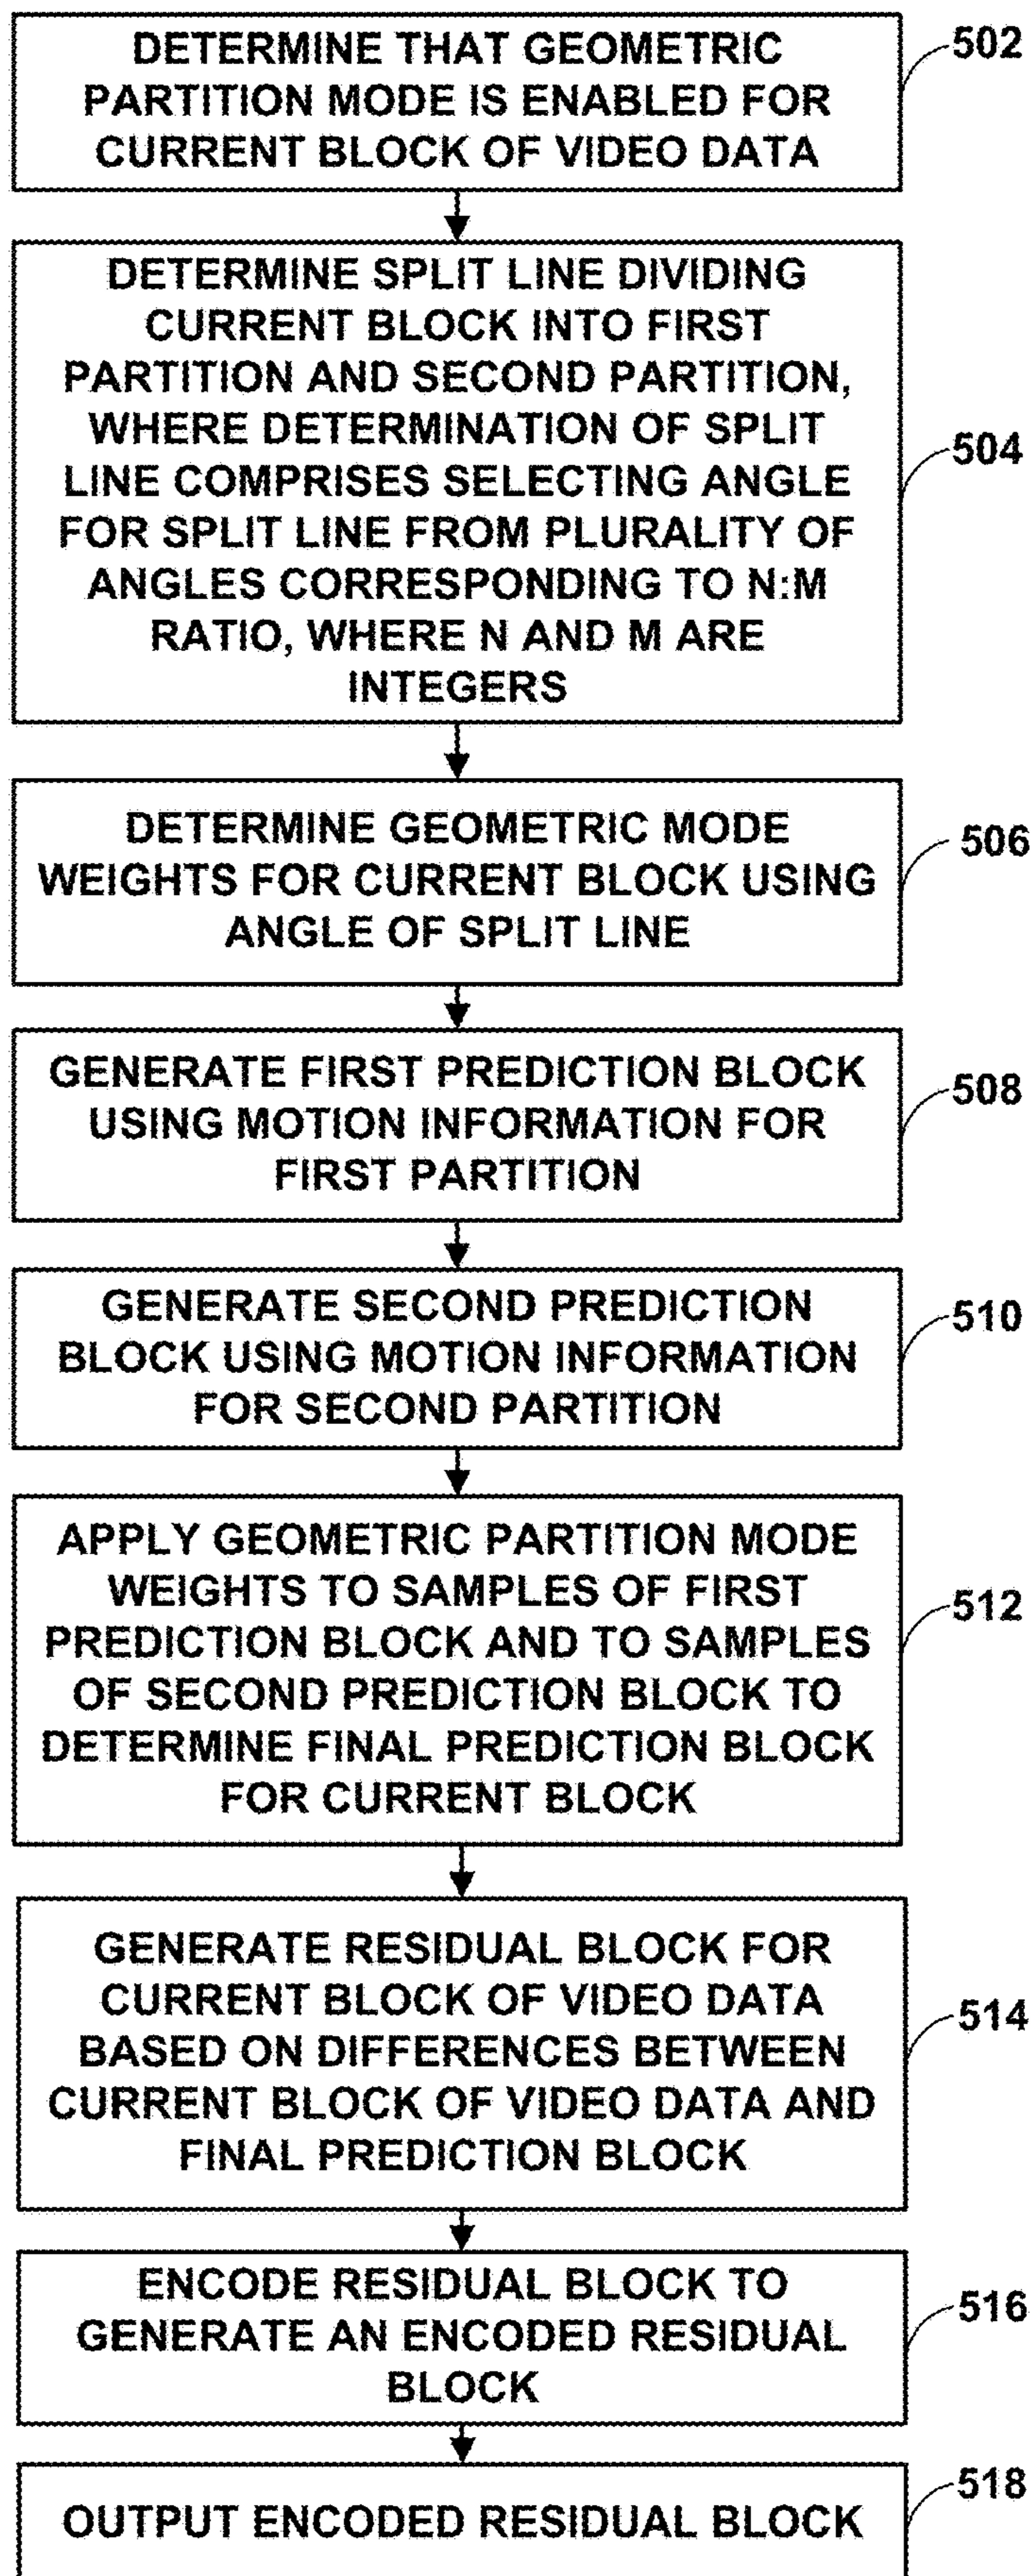 DETERMINE THAT GEOMETRIC
PARTITION MODE IS ENABLED FOR
CURRENT BLOCK OF VIDEO DATA
502
DETERMINE SPLIT LINE DIVIDING
CURRENT BLOCK INTO FIRST
PARTITION AND SECOND PARTITION,
WHERE DETERMINATION OF SPLIT
LINE COMPRISES SELECTING ANGLE
FOR SPLIT LINE FROM PLURALITY OF
ANGLES CORRESPONDING TO N:M
RATIO, WHERE N AND M ARE
INTEGERS
504
DETERMINE GEOMETRIC MODE
WEIGHTS FOR CURRENT BLOCK USING
ANGLE OF SPLIT LINE
506
GENERATE FIRST PREDICTION BLOCK
USING MOTION INFORMATION FOR
FIRST PARTITION
508
GENERATE SECOND PREDICTION
BLOCK USING MOTION INFORMATION
FOR SECOND PARTITION
510
APPLY GEOMETRIC PARTITION MODE
WEIGHTS TO SAMPLES OF FIRST
PREDICTION BLOCK AND TO SAMPLES
OF SECOND PREDICTION BLOCK TO
DETERMINE FINAL PREDICTION BLOCK
FOR CURRENT BLOCK
512
GENERATE RESIDUAL BLOCK FOR
CURRENT BLOCK OF VIDEO DATA
BASED ON DIFFERENCES BETWEEN
CURRENT BLOCK OF VIDEO DATA AND
FINAL PREDICTION BLOCK
514
ENCODE RESIDUAL BLOCK TO
GENERATE AN ENCODED RESIDUAL
BLOCK
516
OUTPUT ENCODED RESIDUAL BLOCK
518